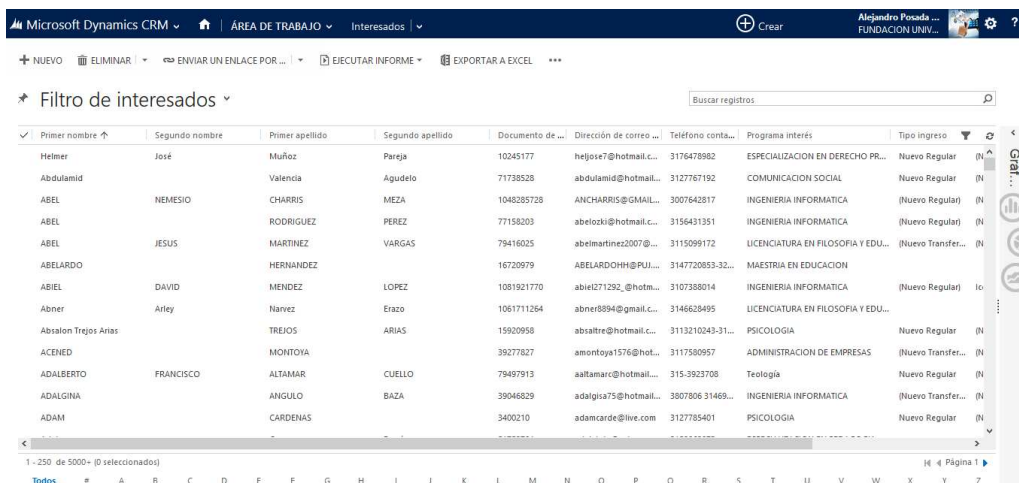 Microsoft Dynamics CRM ÁREA DE TRABAJO Interesados Crear Alejandro Posada ...
FUNDACION UNIV... ?
NUEVO ELIMINAR ENVIAR UN ENLACE POR ... EJECUTAR INFORME EXPORTAR A EXCEL •••
Filtro de interesados Buscar registros
Primer nombre ↑ Segundo nombre Primer apellido Segundo apellido Documento de ... Dirección de correo ... Teléfono conta... Programa interés Tipo ingreso
Gráf...
Helmer José Muñoz Pareja 10245177 heljose7@hotmail.c... 3176478982 ESPECIALIZACION EN DERECHO PR... Nuevo Regular (N
Abdulamid Valencia Agudelo 71738528 abdulamid@hotmail... 3127767192 COMUNICACION SOCIAL Nuevo Regular (N
ABEL NEMESIO CHARRIS MEZA 1048285728 ANCHARRIS@GMAIL... 3007642817 INGENIERIA INFORMATICA (Nuevo Regular) (N
ABEL RODRIGUEZ PEREZ 77158203 abelozki@hotmail.c... 3156431351 INGENIERIA INFORMATICA Nuevo Regular (N
ABEL JESUS MARTINEZ VARGAS 79416025 abelmartinez2007@... 3115099172 LICENCIATURA EN FILOSOFIA Y EDU... (Nuevo Transfer... (N
ABELARDO HERNANDEZ 16720979 ABELARDOHH@PUJ.... 3147720853-32... MAESTRIA EN EDUCACION
ABIEL DAVID MENDEZ LOPEZ 1081921770 abiel271292_@hotm... 3107388014 INGENIERIA INFORMATICA (Nuevo Regular)
Abner Arley Narvez Erazo 1061711264 abner8894@gmail.c... 3146628495 LICENCIATURA EN FILOSOFIA Y EDU...
Absalon Trejos Arias TREJOS ARIAS 15920958 absaltre@hotmail.c... 3113210243-31... PSICOLOGIA Nuevo Regular (N
ACENED MONTOYA 39277827 amontoya1576@hot... 3117580957 ADMINISTRACION DE EMPRESAS (Nuevo Transfer... (N
ADALBERTO FRANCISCO ALTAMAR CUELLO 79497913 aaltamarc@hotmail.... 315-3923708 Teología Nuevo Regular (N
ADALGINA ANGULO BAZA 39046829 adalgisa75@hotmail... 3807806 31469... INGENIERIA INFORMATICA (Nuevo Transfer... (N
ADAM CARDENAS 3400210 adamcarde@live.com 3127785401 PSICOLOGIA Nuevo Regular (N
1 - 250 de 5000+ (0 seleccionados) Página 1
Todos # A B C D E F G H I J K L M N O P Q R S T U V W X Y Z